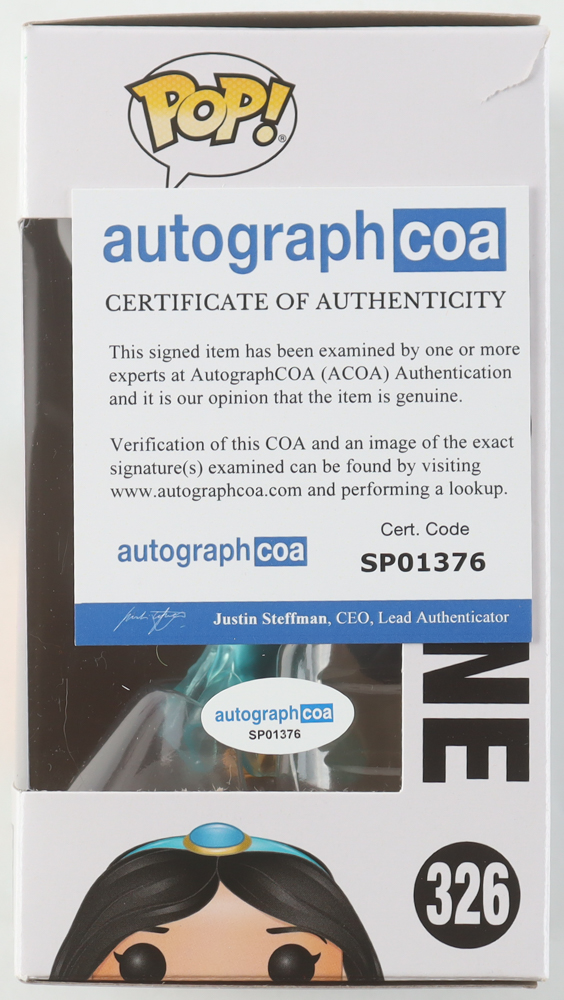 POP!®
autographcoa
CERTIFICATE OF AUTHENTICITY
This signed item has been examined by one or more
experts at AutographCOA (ACOA) Authentication
and it is our opinion that the item is genuine.
Verification of this COA and an image of the exact
signature(s) examined can be found by visiting
www.autographcoa.com and performing a lookup.
autographcoa
Cert. Code
SP01376
Justin Steffman, CEO, Lead Authenticator
NE
autographcoa
SP01376
326